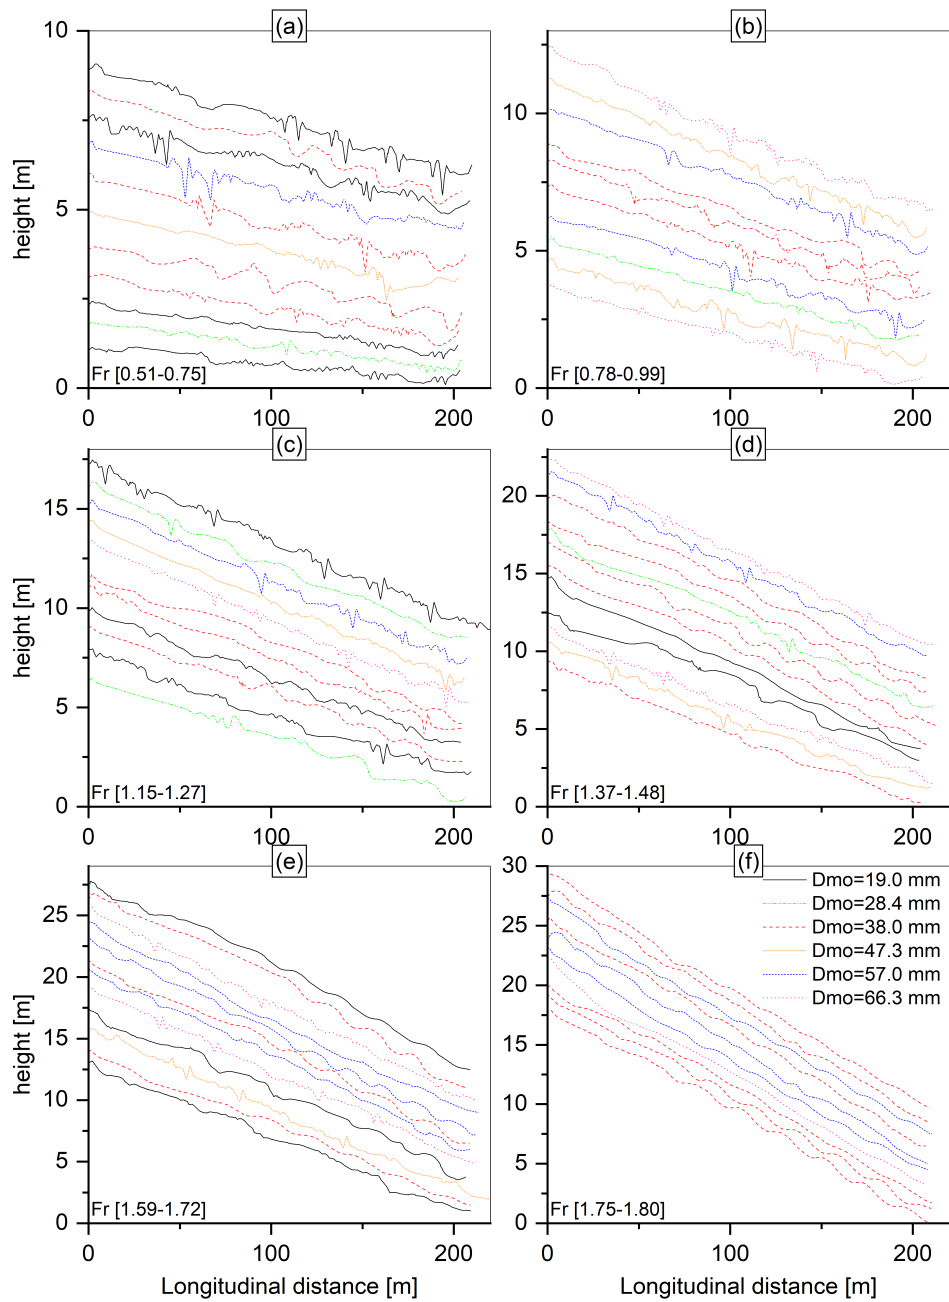 (a)
(b)
height [m]
10
5
0
10
5
0
Fr [0.51-0.75]
Fr [0.78-0.99]
0
100
200
0
100
200
(c)
(d)
height [m]
15
10
5
0
20
15
10
5
0
Fr [1.15-1.27]
Fr [1.37-1.48]
0
100
200
0
100
200
(e)
(f)
height [m]
25
20
15
10
5
0
30
25
20
15
10
5
0
Dmo=19.0 mm
Dmo=28.4 mm
Dmo=38.0 mm
Dmo=47.3 mm
Dmo=57.0 mm
Dmo=66.3 mm
Fr [1.59-1.72]
Fr [1.75-1.80]
0
100
200
0
100
200
Longitudinal distance [m]
Longitudinal distance [m]